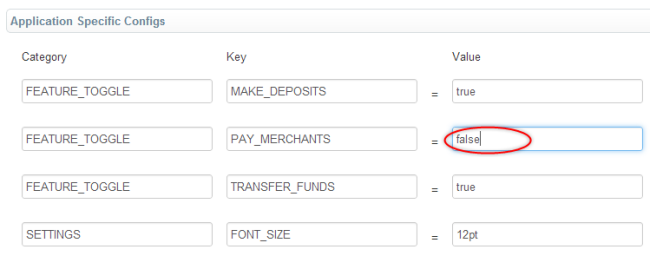 Application Specific Configs
Category Key Value
FEATURE_TOGGLE MAKE_DEPOSITS = true
FEATURE_TOGGLE PAY_MERCHANTS = false
FEATURE_TOGGLE TRANSFER_FUNDS = true
SETTINGS FONT_SIZE = 12pt